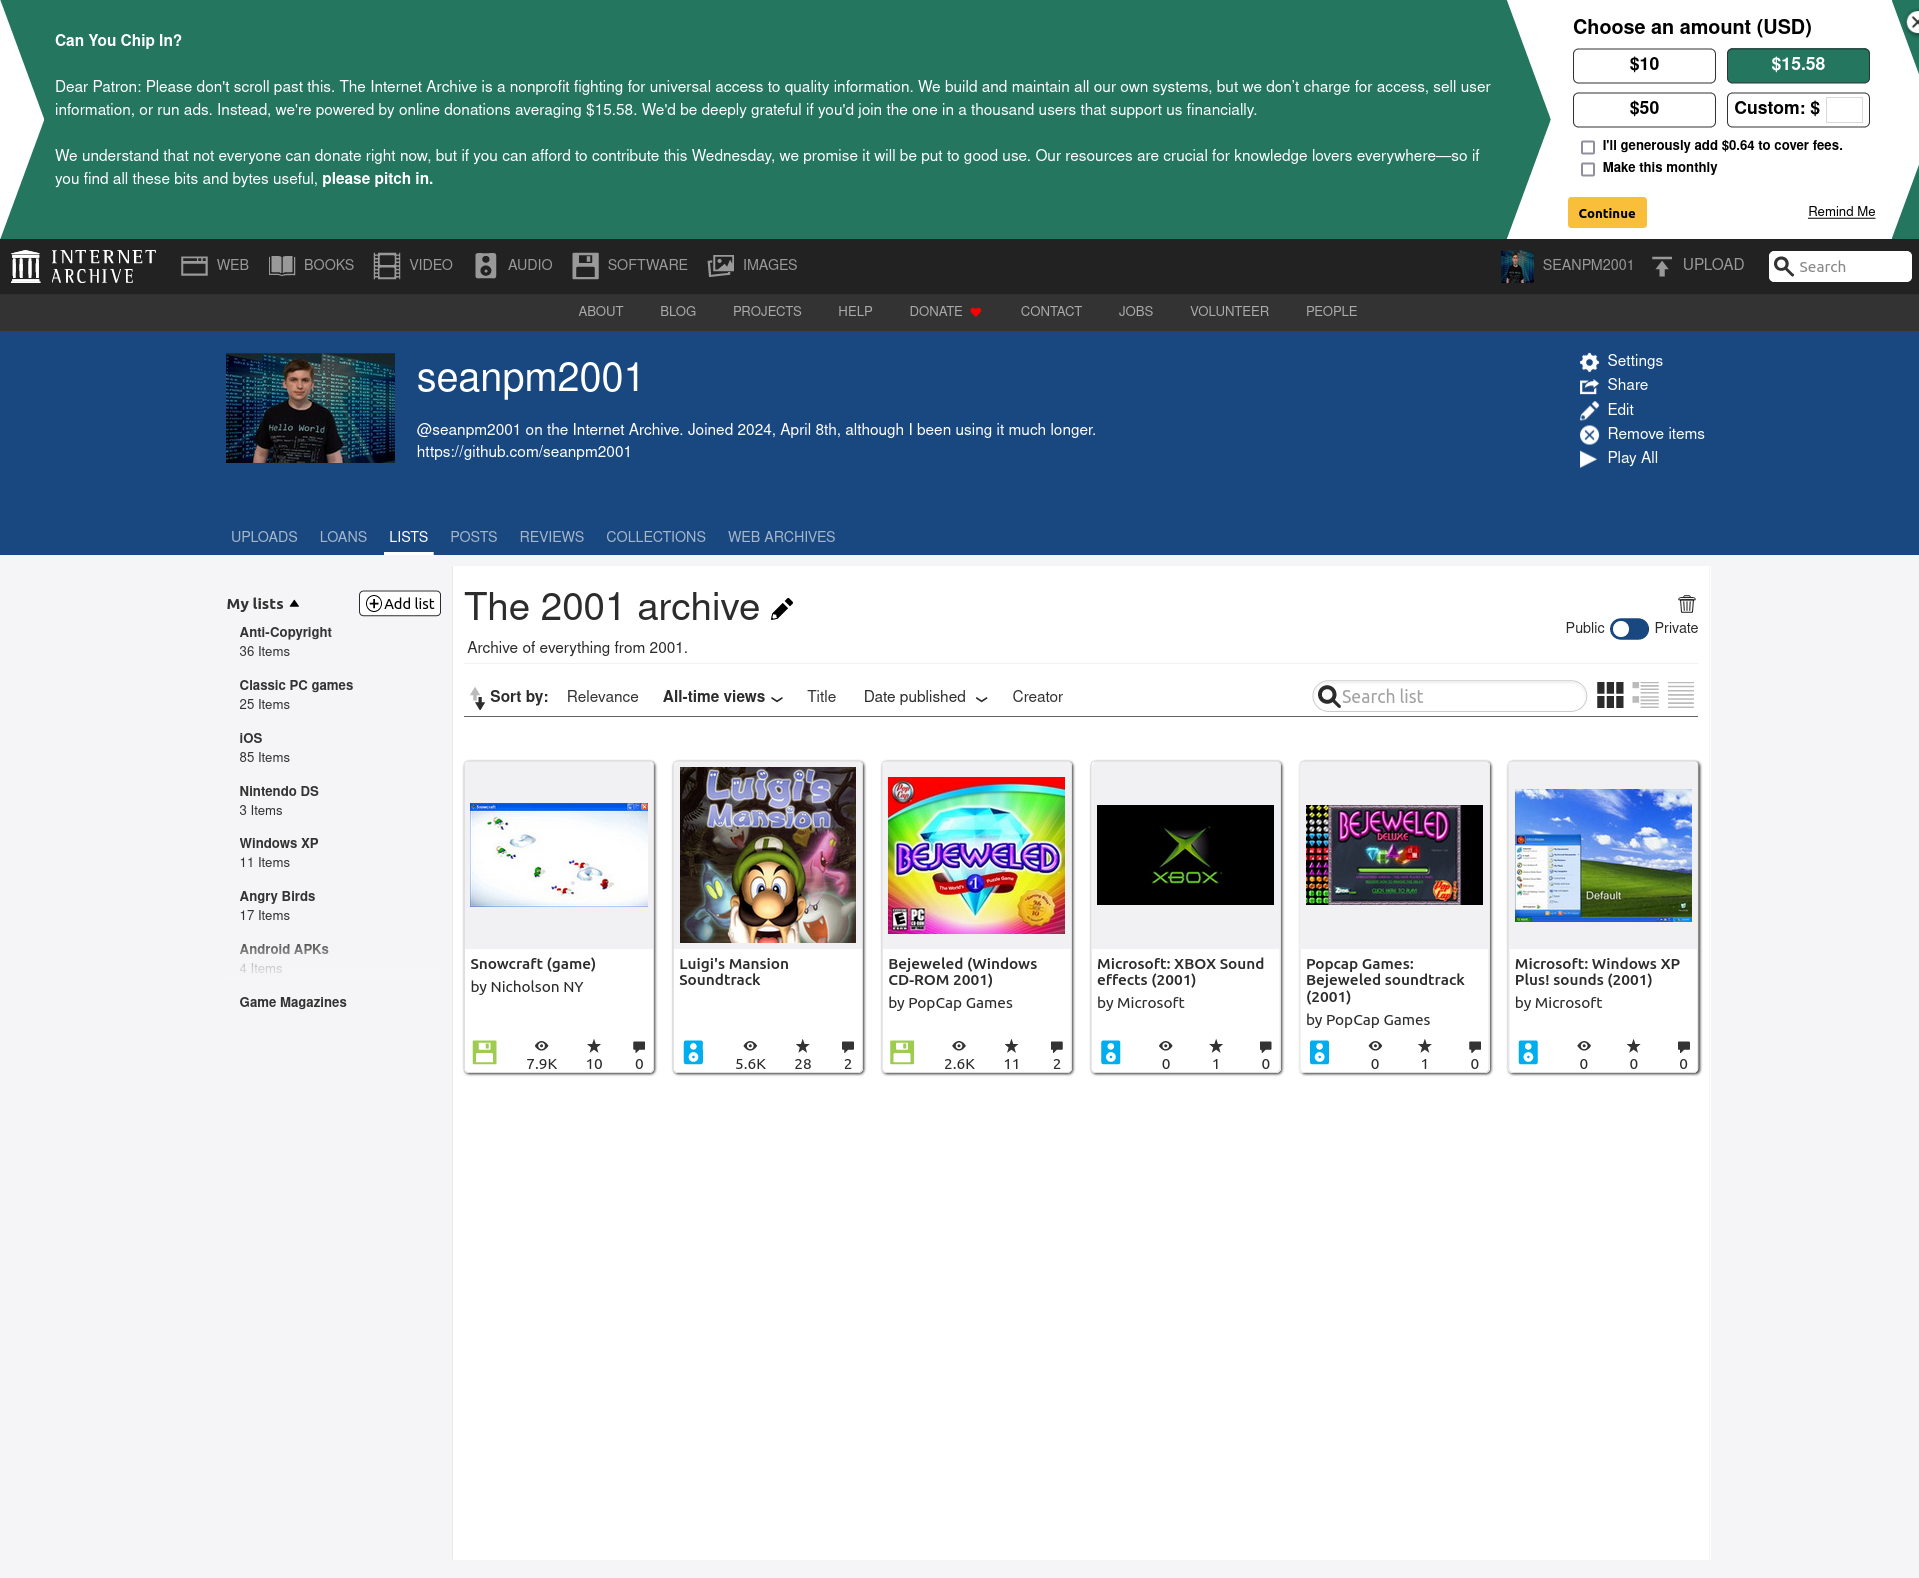 Can You Chip In?
Dear Patron: Please don't scroll past this. The Internet Archive is a nonprofit fighting for universal access to quality information. We build and maintain all our own systems, but we don’t charge for access, sell user
information, or run ads. Instead, we're powered by online donations averaging $15.58. We'd be deeply grateful if you'd join the one in a thousand users that support us financially.
We understand that not everyone can donate right now, but if you can afford to contribute this Wednesday, we promise it will be put to good use. Our resources are crucial for knowledge lovers everywhere—so if
you find all these bits and bytes useful, please pitch in.
Choose an amount (USD)
$10 $15.58
$50 Custom: $
I'll generously add $0.64 to cover fees.
Make this monthly
Continue Remind Me
INTERNET ARCHIVE WEB BOOKS VIDEO AUDIO SOFTWARE IMAGES SEANPM2001 UPLOAD Search
ABOUT BLOG PROJECTS HELP DONATE CONTACT JOBS VOLUNTEER PEOPLE
Hello World
seanpm2001
@seanpm2001 on the Internet Archive. Joined 2024, April 8th, although I been using it much longer.
https://github.com/seanpm2001
Settings
Share
Edit
Remove items
Play All
UPLOADS LOANS LISTS POSTS REVIEWS COLLECTIONS WEB ARCHIVES
My lists Add list
Anti-Copyright
36 Items
Classic PC games
25 Items
iOS
85 Items
Nintendo DS
3 Items
Windows XP
11 Items
Angry Birds
17 Items
Android APKs
4 Items
Game Magazines
The 2001 archive
Archive of everything from 2001.
Public Private
Sort by: Relevance All-time views Title Date published Creator Search list
Snowcraft
Snowcraft (game)
by Nicholson NY
7.9K 10 0
Luigi's
Mansion
Luigi's Mansion
Soundtrack
5.6K 28 2
BEJEWELED
The World's #1 Puzzle Game
E PC
Bejeweled (Windows
CD-ROM 2001)
by PopCap Games
2.6K 11 2
XBOX
Microsoft: XBOX Sound
effects (2001)
by Microsoft
0 1 0
BEJEWELED
DELUXE
CLICK HERE TO PLAY!
Popcap Games:
Bejeweled soundtrack
(2001)
by PopCap Games
0 1 0
Default
Microsoft: Windows XP
Plus! sounds (2001)
by Microsoft
0 0 0